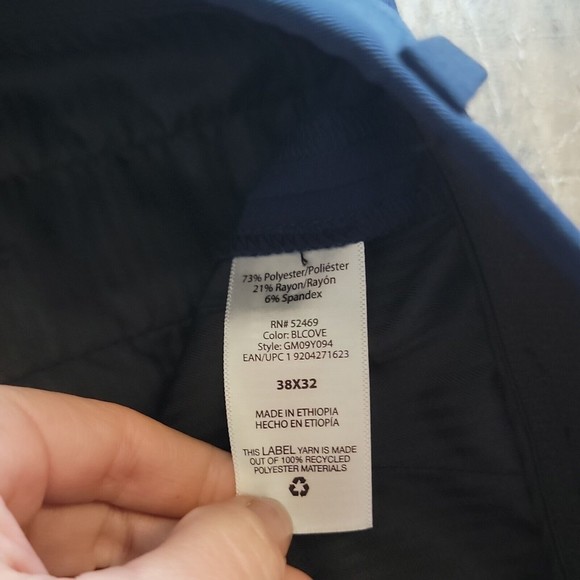 73% Polyester/Poliéster
21% Rayon/Rayón
6% Spandex
RN# 52469
Color: BLCOVE
Style: GM09Y094
EAN/UPC 1 9204271623
38X32
MADE IN ETHIOPIA
HECHO EN ETIOPÍA
THIS LABEL YARN IS MADE
OUT OF 100% RECYCLED
POLYESTER MATERIALS